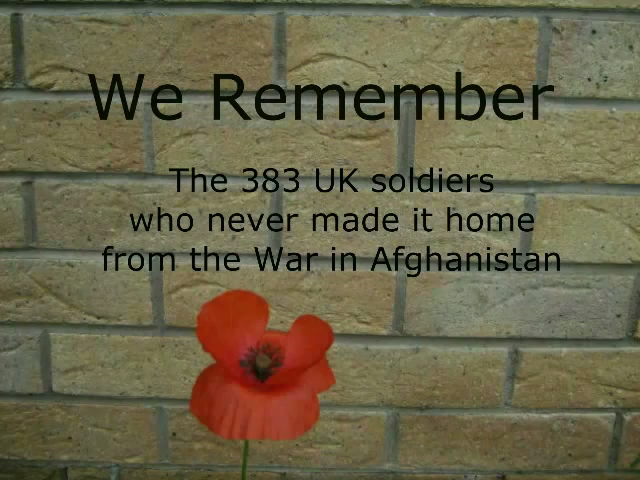 We Remember
The 383 UK soldiers
who never made it home
from the War in Afghanistan